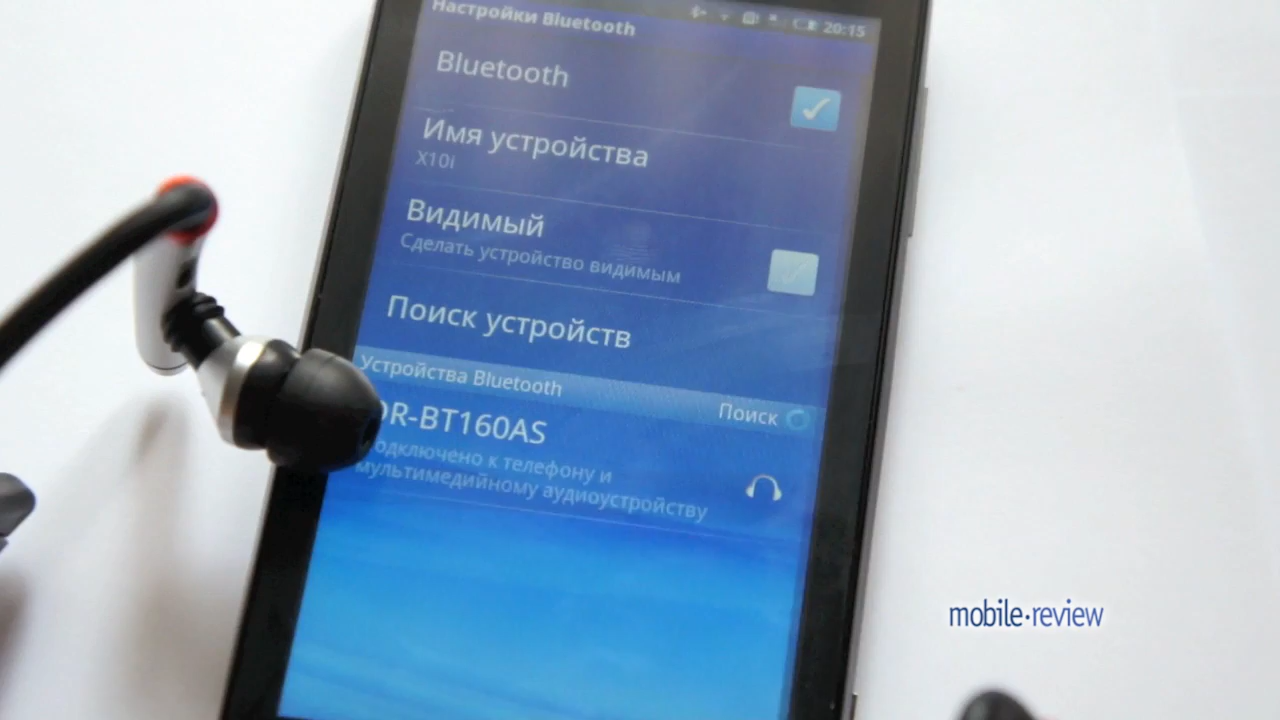 Настройки Bluetooth
20:15
Bluetooth
Имя устройства
X10i
Видимый
Сделать устройство видимым
Поиск устройств
Устройства Bluetooth
Поиск
R-BT160AS
одключено к телефону и
мультимедийному аудиоустройству
mobile-review